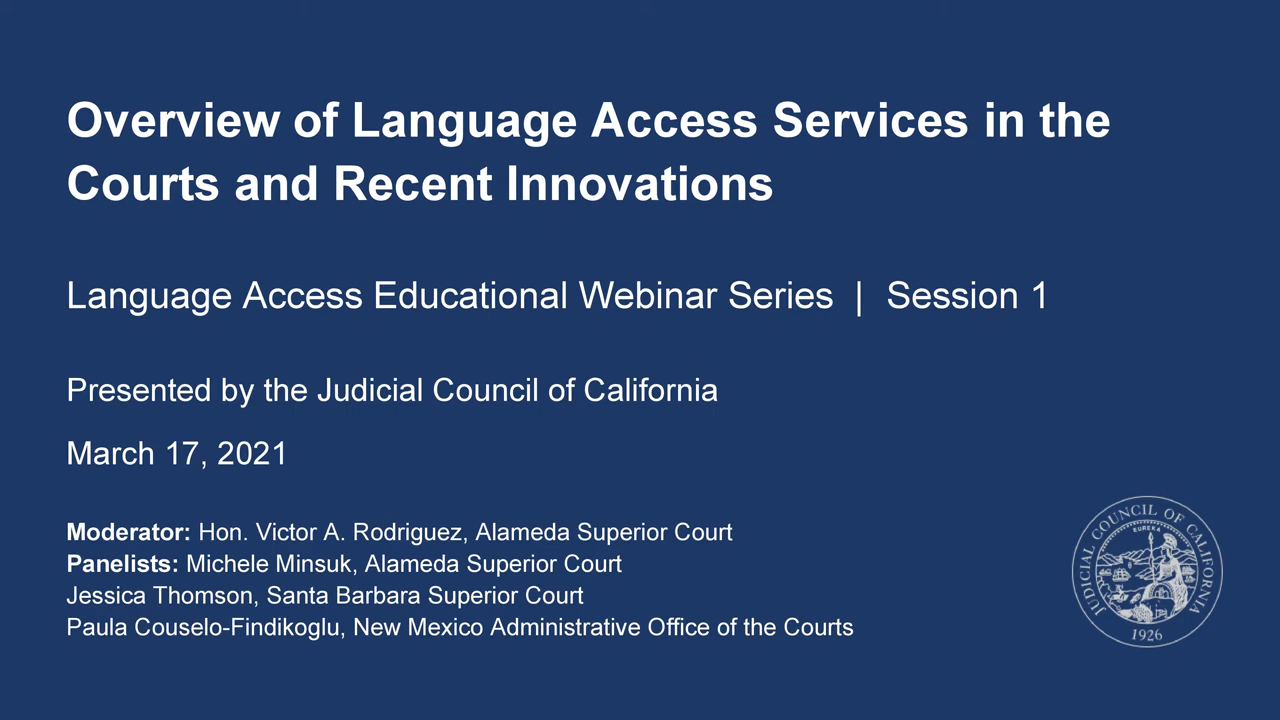 Overview of Language Access Services in the
Courts and Recent Innovations
Language Access Educational Webinar Series | Session 1
Presented by the Judicial Council of California
March 17, 2021
Moderator: Hon. Victor A. Rodriguez, Alameda Superior Court
Panelists: Michele Minsuk, Alameda Superior Court
Jessica Thomson, Santa Barbara Superior Court
Paula Couselo-Findikoglu, New Mexico Administrative Office of the Courts
JUDICIAL COUNCIL OF CALIFORNIA
EUREKA
1926